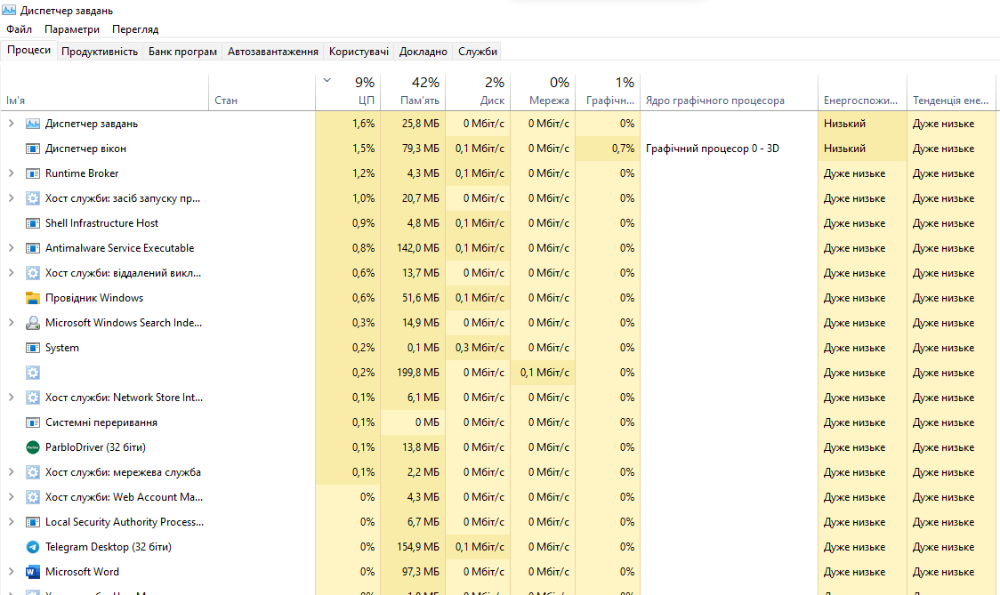 Диспетчер завдань
Файл Параметри Перегляд
Процеси Продуктивність Банк програм Автозавантаження Користувачі Докладно Служби
9% 42% 2% 0% 1%
Ім'я Стан ЦП Пам'ять Диск Мережа Графічн... Ядро графічного процесора Енергоспожи... Тенденція ене...
Диспетчер завдань 1,6% 25,8 МБ 0 Мбіт/с 0 Мбіт/с 0% Низький Дуже низьке
Диспетчер вікон 1,5% 79,3 МБ 0,1 Мбіт/с 0 Мбіт/с 0,7% Графічний процесор 0 - 3D Низький Дуже низьке
Runtime Broker 1,2% 4,3 МБ 0,1 Мбіт/с 0 Мбіт/с 0% Дуже низьке Дуже низьке
Хост служби: засіб запуску пр... 1,0% 20,7 МБ 0 Мбіт/с 0 Мбіт/с 0% Дуже низьке Дуже низьке
Shell Infrastructure Host 0,9% 4,8 МБ 0,1 Мбіт/с 0 Мбіт/с 0% Дуже низьке Дуже низьке
Antimalware Service Executable 0,8% 142,0 МБ 0,1 Мбіт/с 0 Мбіт/с 0% Дуже низьке Дуже низьке
Хост служби: віддалений викл... 0,6% 13,7 МБ 0 Мбіт/с 0 Мбіт/с 0% Дуже низьке Дуже низьке
Провідник Windows 0,6% 51,6 МБ 0,1 Мбіт/с 0 Мбіт/с 0% Дуже низьке Дуже низьке
Microsoft Windows Search Inde... 0,3% 14,9 МБ 0 Мбіт/с 0 Мбіт/с 0% Дуже низьке Дуже низьке
System 0,2% 0,1 МБ 0,3 Мбіт/с 0 Мбіт/с 0% Дуже низьке Дуже низьке
0,2% 199,8 МБ 0 Мбіт/с 0,1 Мбіт/с 0% Дуже низьке Дуже низьке
Хост служби: Network Store Int... 0,1% 6,1 МБ 0 Мбіт/с 0 Мбіт/с 0% Дуже низьке Дуже низьке
Системні переривання 0,1% 0 МБ 0 Мбіт/с 0 Мбіт/с 0% Дуже низьке Дуже низьке
ParbloDriver (32 біти) 0,1% 13,8 МБ 0 Мбіт/с 0 Мбіт/с 0% Дуже низьке Дуже низьке
Хост служби: мережева служба 0,1% 2,2 МБ 0 Мбіт/с 0 Мбіт/с 0% Дуже низьке Дуже низьке
Хост служби: Web Account Ma... 0% 4,3 МБ 0 Мбіт/с 0 Мбіт/с 0% Дуже низьке Дуже низьке
Local Security Authority Process... 0% 6,7 МБ 0 Мбіт/с 0 Мбіт/с 0% Дуже низьке Дуже низьке
Telegram Desktop (32 біти) 0% 154,9 МБ 0,1 Мбіт/с 0 Мбіт/с 0% Дуже низьке Дуже низьке
Microsoft Word 0% 97,3 МБ 0 Мбіт/с 0 Мбіт/с 0% Дуже низьке Дуже низьке